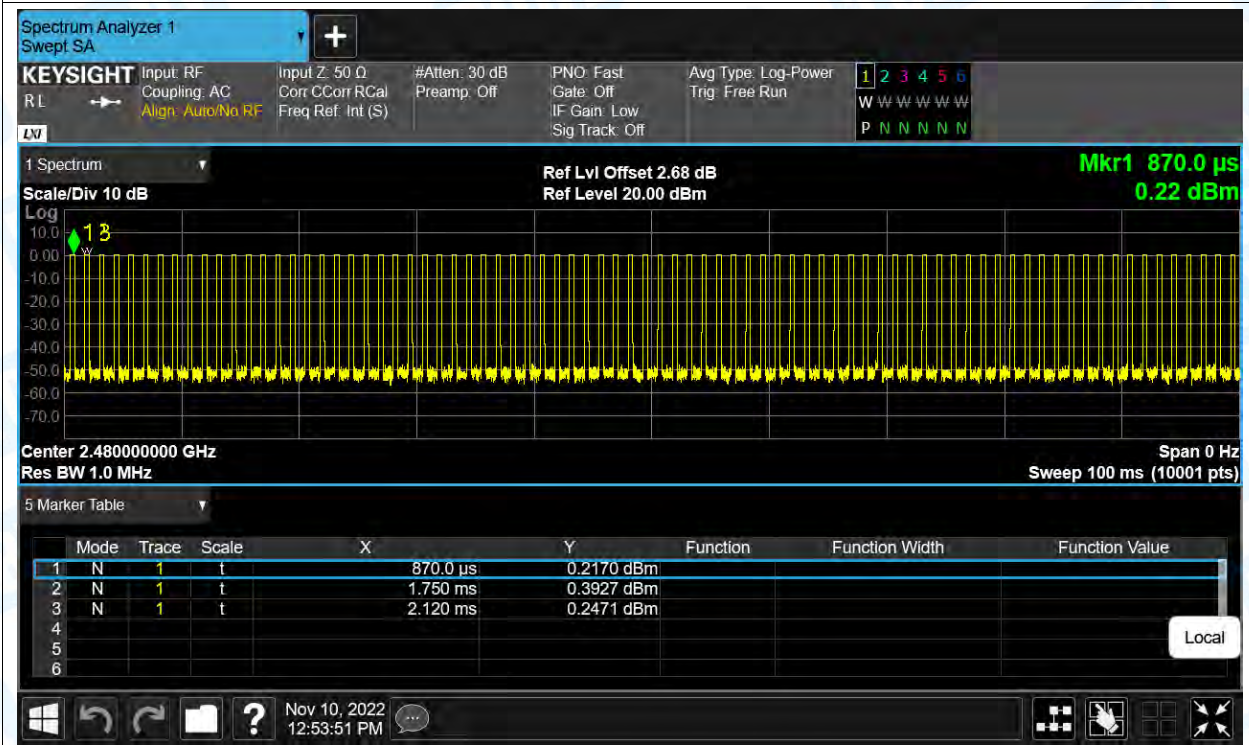 Spectrum Analyzer 1
Swept SA
+
KEYSIGHT Input: RF Input Z: 50 Ω #Atten: 30 dB PNO: Fast Avg Type: Log-Power 1 2 3 4 5 6
R L Coupling: AC Corr CCorr RCal Preamp: Off Gate: Off Trig: Free Run W W W W W W
Align: Auto/No RF Freq Ref: Int (S) IF Gain: Low
LXI Sig Track: Off P N N N N N
1 Spectrum Ref Lvl Offset 2.68 dB Mkr1 870.0 µs
Scale/Div 10 dB Ref Level 20.00 dBm 0.22 dBm
Log
10.0 1 3
0.00
-10.0
-20.0
-30.0
-40.0
-50.0
-60.0
-70.0
Center 2.480000000 GHz Span 0 Hz
Res BW 1.0 MHz Sweep 100 ms (10001 pts)
5 Marker Table
Mode Trace Scale X Y Function Function Width Function Value
1 N 1 t 870.0 µs 0.2170 dBm
2 N 1 t 1.750 ms 0.3927 dBm
3 N 1 t 2.120 ms 0.2471 dBm
4
5
6
Local
? Nov 10, 2022
12:53:51 PM